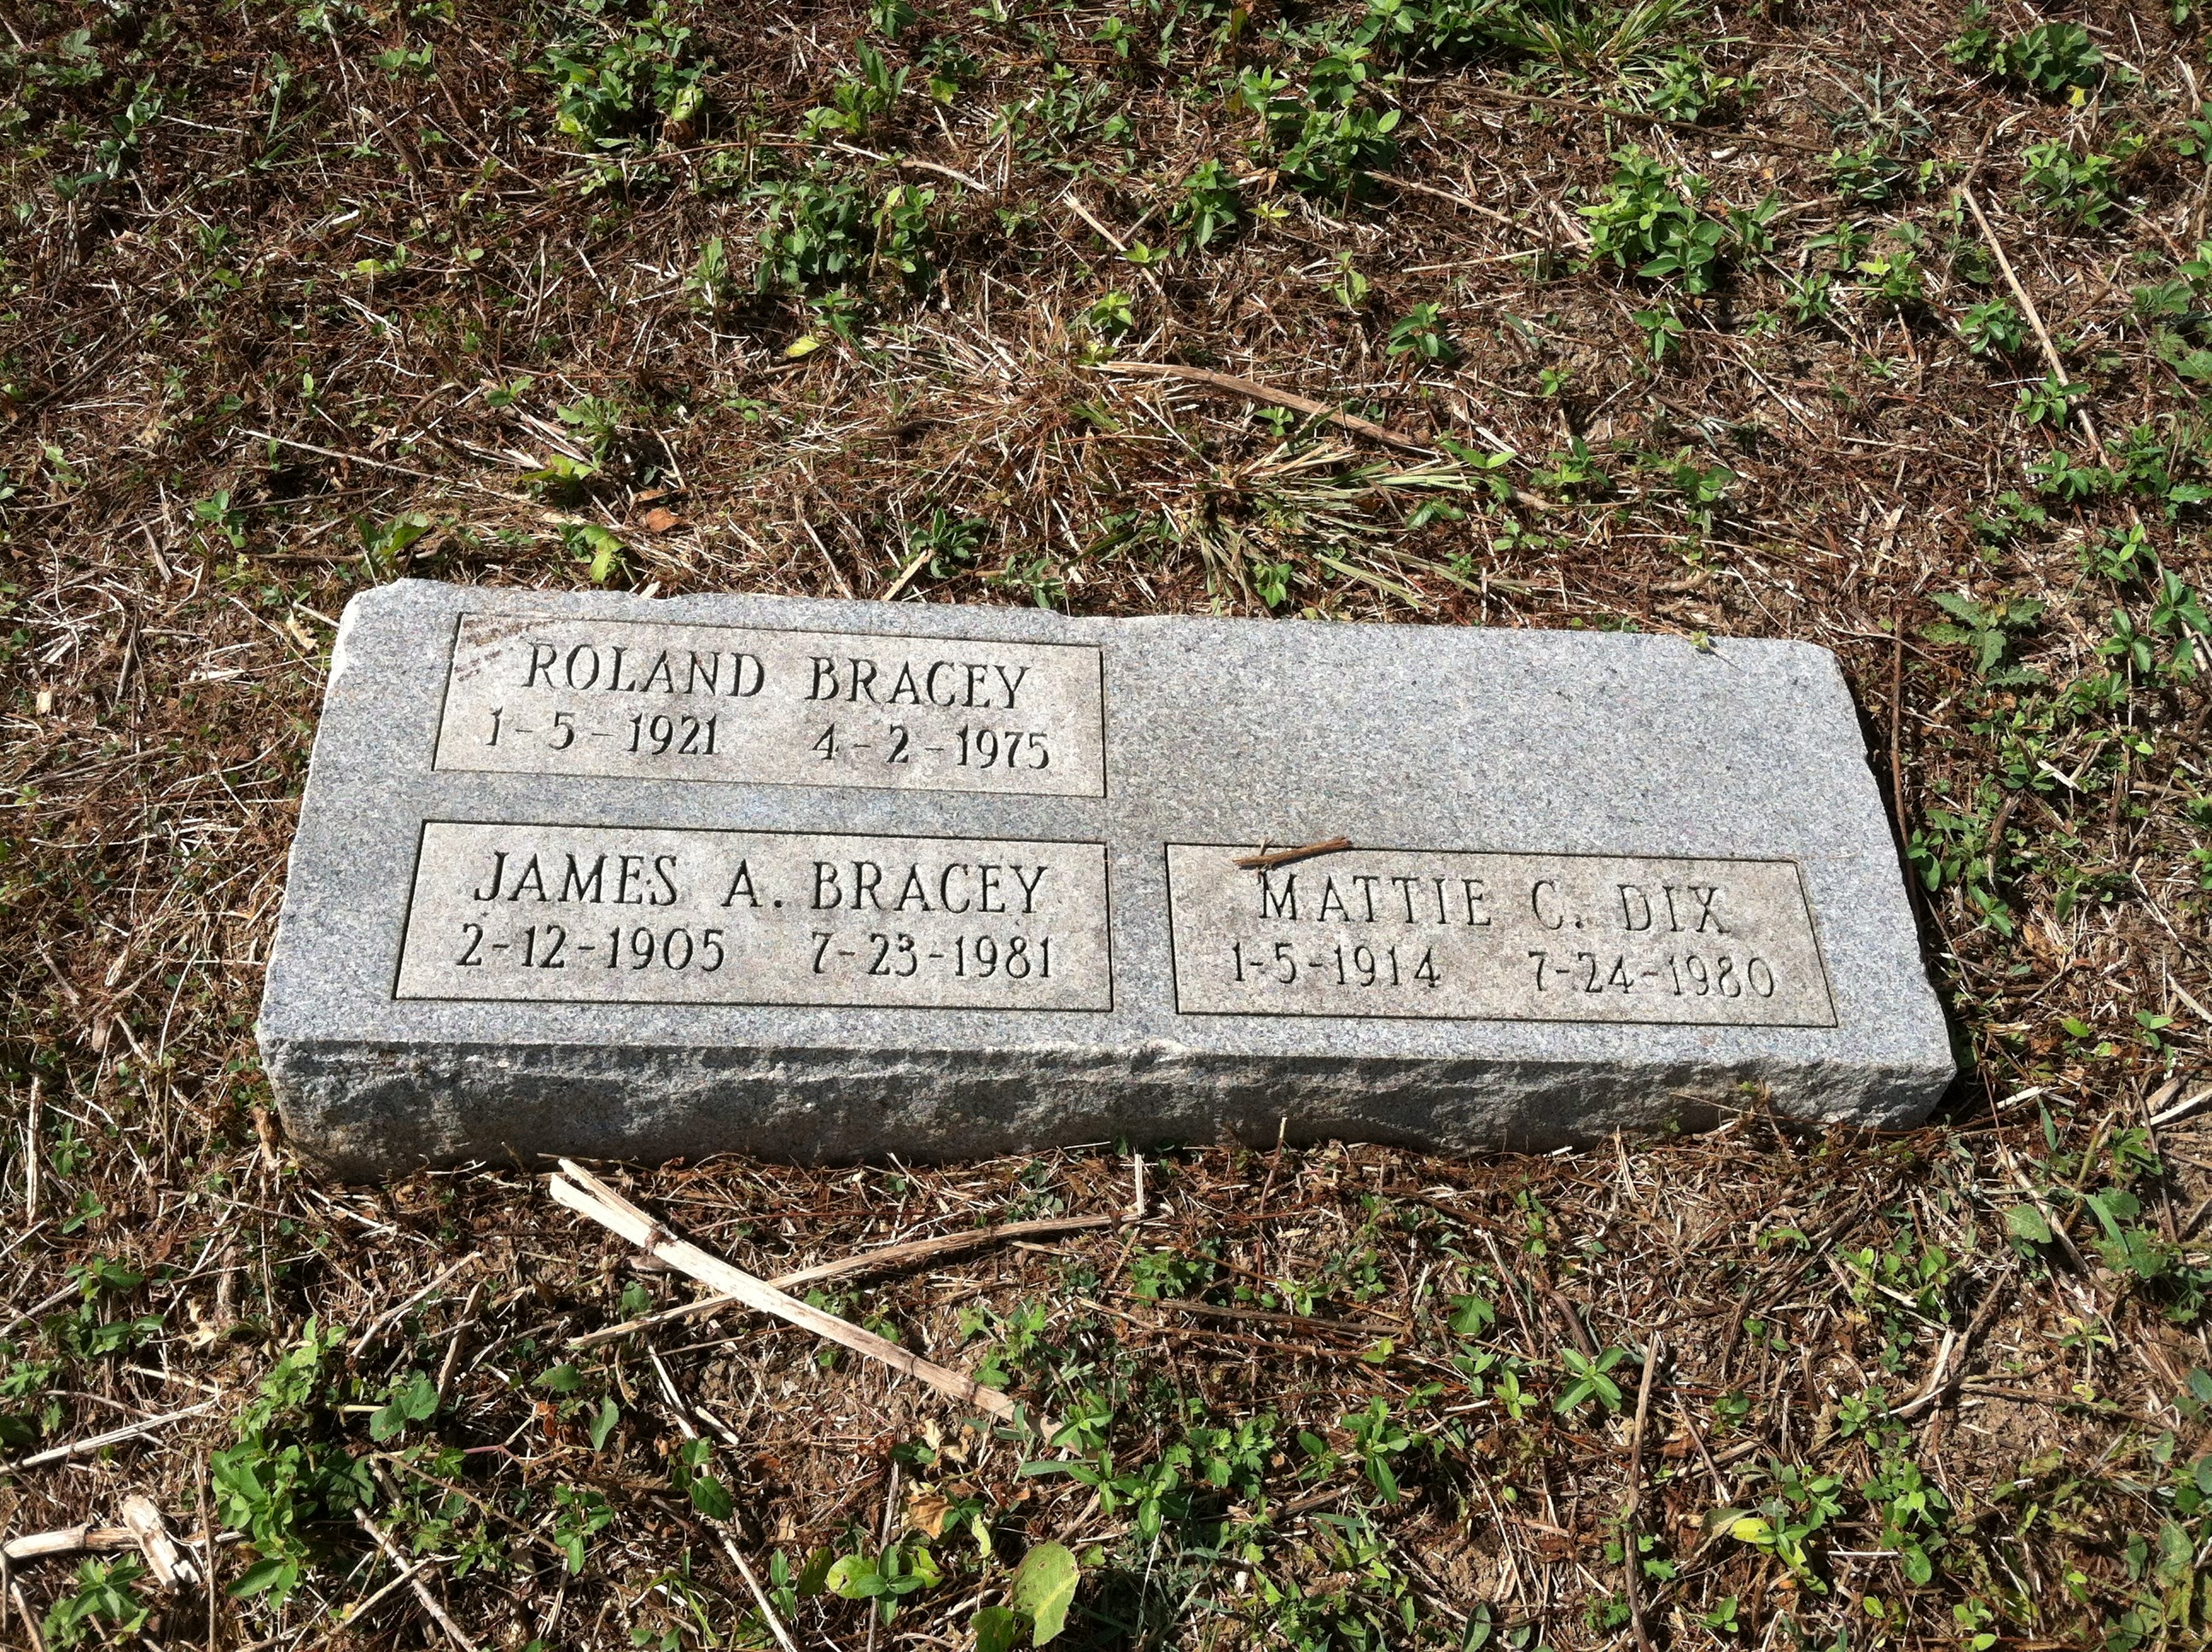 ROLAND BRACEY
1-5-1921 4-2-1975
JAMES A. BRACEY
2-12-1905 7-23-1981
MATTIE C. DIX
1-5-1914 7-24-1980